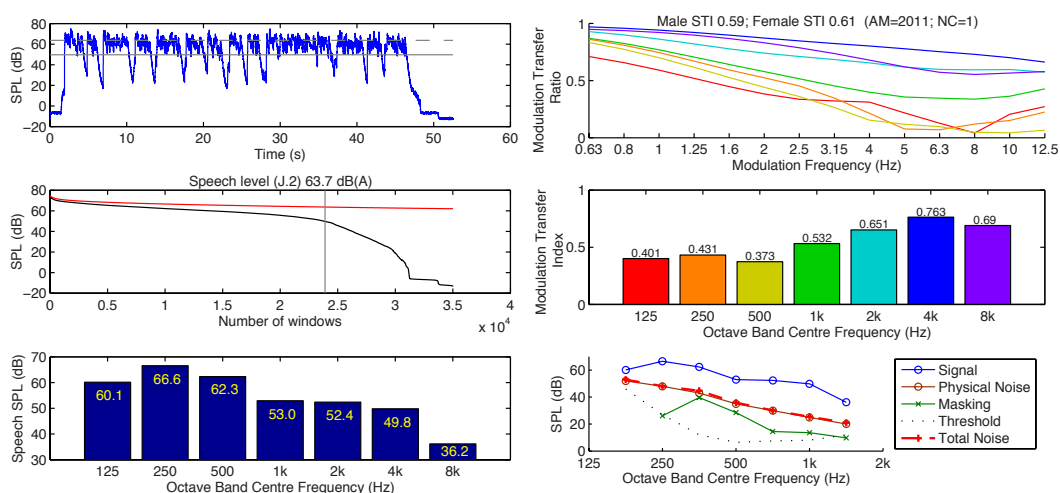 80
60
40
20
0
−20
SPL (dB)
0 10 20 30 40 50 60
Time (s)
Male STI 0.59; Female STI 0.61 (AM=2011; NC=1)
1
0.5
0
Modulation Transfer
Ratio
0.63 0.8 1 1.25 1.6 2 2.5 3.15 4 5 6.3 8 10 12.5
Modulation Frequency (Hz)
Speech level (J.2) 63.7 dB(A)
80
60
40
20
0
−20
SPL (dB)
0 0.5 1 1.5 2 2.5 3 3.5 4
Number of windows
x 10⁴
1
0.5
0
Modulation Transfer
Index
0.401 0.431 0.373 0.532 0.651 0.763 0.69
125 250 500 1k 2k 4k 8k
Octave Band Centre Frequency (Hz)
70
60
50
40
30
Speech SPL (dB)
60.1 66.6 62.3 53.0 52.4 49.8 36.2
125 250 500 1k 2k 4k 8k
Octave Band Centre Frequency (Hz)
80
60
40
20
0
SPL (dB)
125 250 500 1k 2k
Octave Band Centre Frequency (Hz)
Signal
Physical Noise
Masking
Threshold
Total Noise